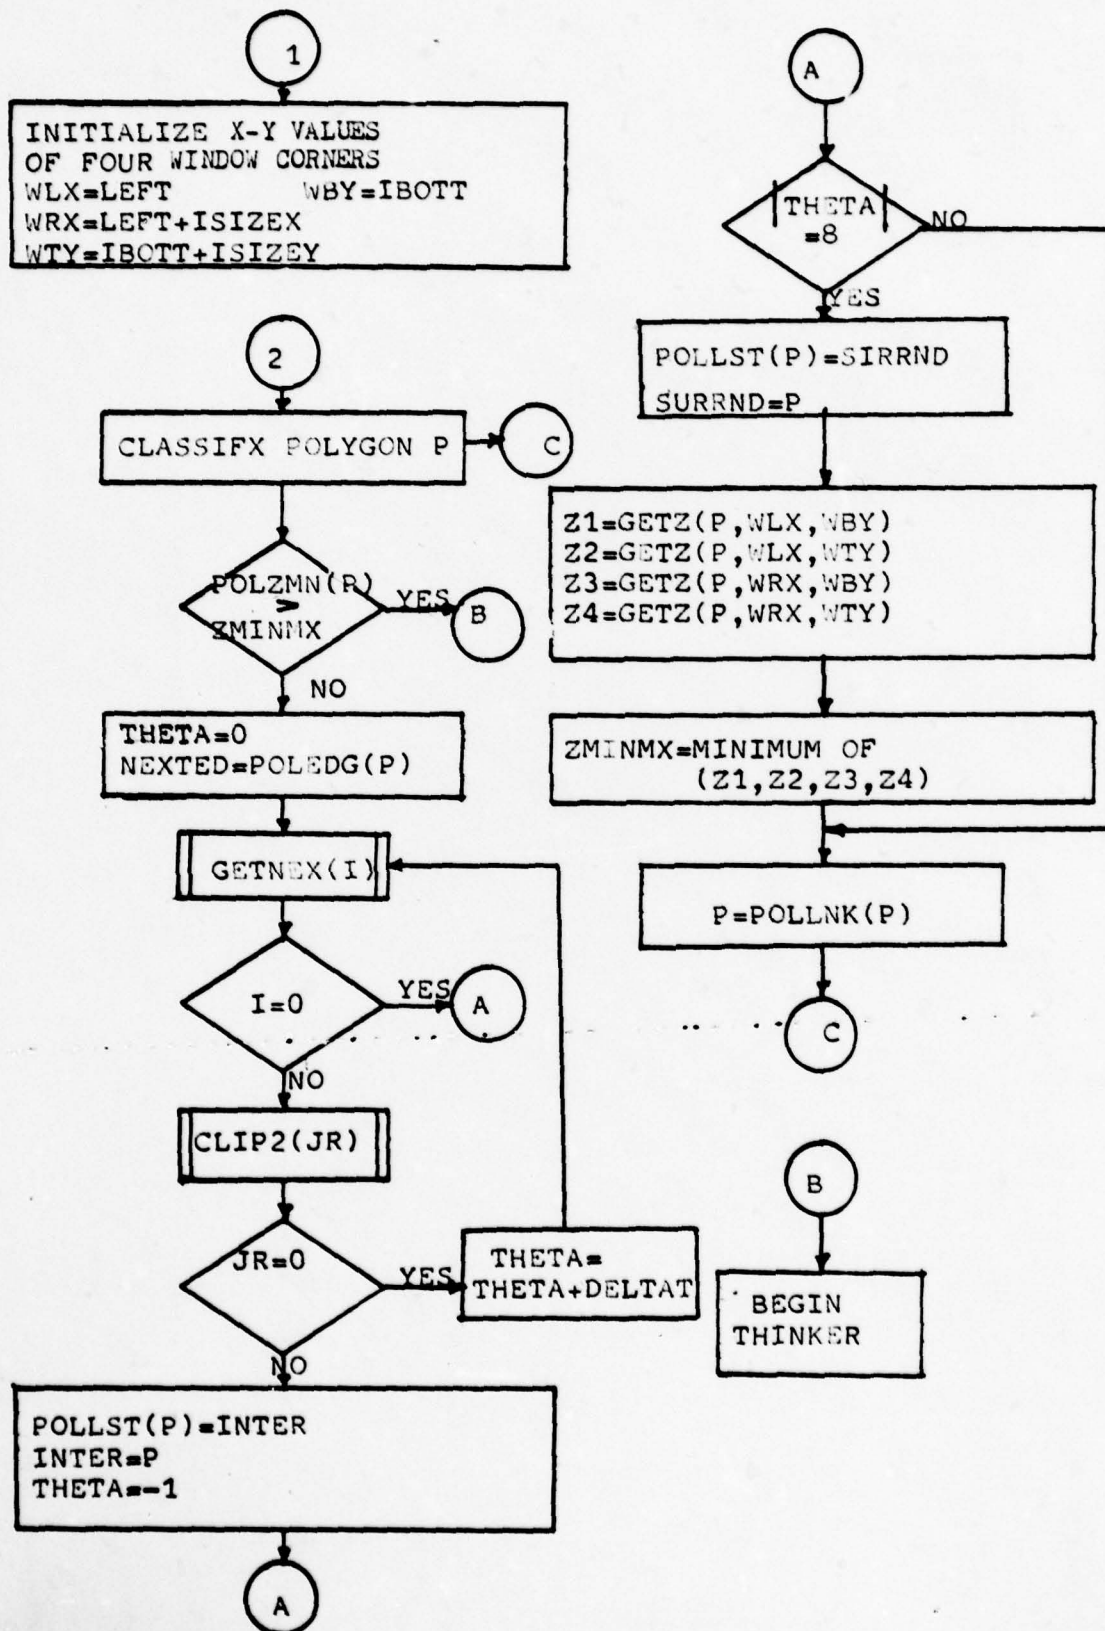 1
INITIALIZE X-Y VALUES
OF FOUR WINDOW CORNERS
WLX=LEFT WBY=IBOTT
WRX=LEFT+ISIZEX
WTY=IBOTT+ISIZEY
2
CLASSIFX POLYGON P
C
POLZMN(P)
>
ZMINMX
YES
B
NO
THETA=0
NEXTED=POLEDG(P)
GETNEX(I)
I=0
YES
A
NO
CLIP2(JR)
JR=0
YES
THETA=
THETA+DELTAT
NO
POLLST(P)=INTER
INTER=P
THETA=-1
A
A
|THETA|
=8
NO
YES
POLLST(P)=SIRRND
SURRND=P
Z1=GETZ(P,WLX,WBY)
Z2=GETZ(P,WLX,WTY)
Z3=GETZ(P,WRX,WBY)
Z4=GETZ(P,WRX,WTY)
ZMINMX=MINIMUM OF
(Z1,Z2,Z3,Z4)
P=POLLNK(P)
C
B
BEGIN
THINKER